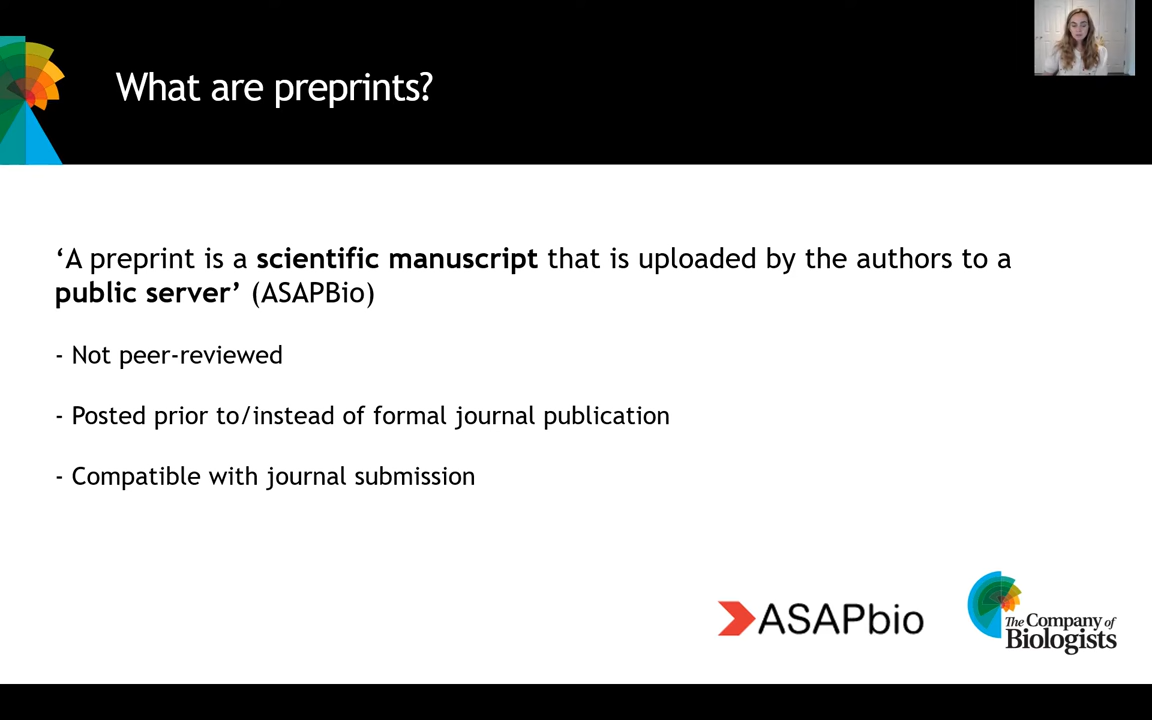 What are preprints?
‘A preprint is a scientific manuscript that is uploaded by the authors to a
public server’ (ASAPBio)
- Not peer-reviewed
- Posted prior to/instead of formal journal publication
- Compatible with journal submission
ASAPbio
The Company of
Biologists